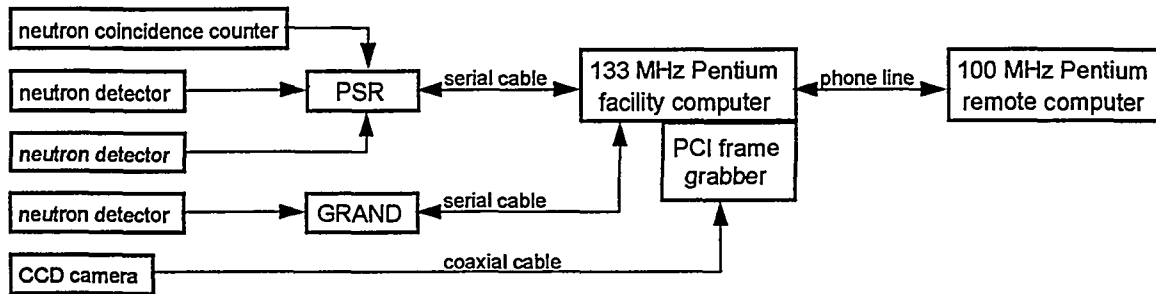 neutron coincidence counter
neutron detector
PSR
serial cable
133 MHz Pentium
facility computer
phone line
100 MHz Pentium
remote computer
neutron detector
PCI frame
grabber
neutron detector
GRAND
serial cable
CCD camera
coaxial cable